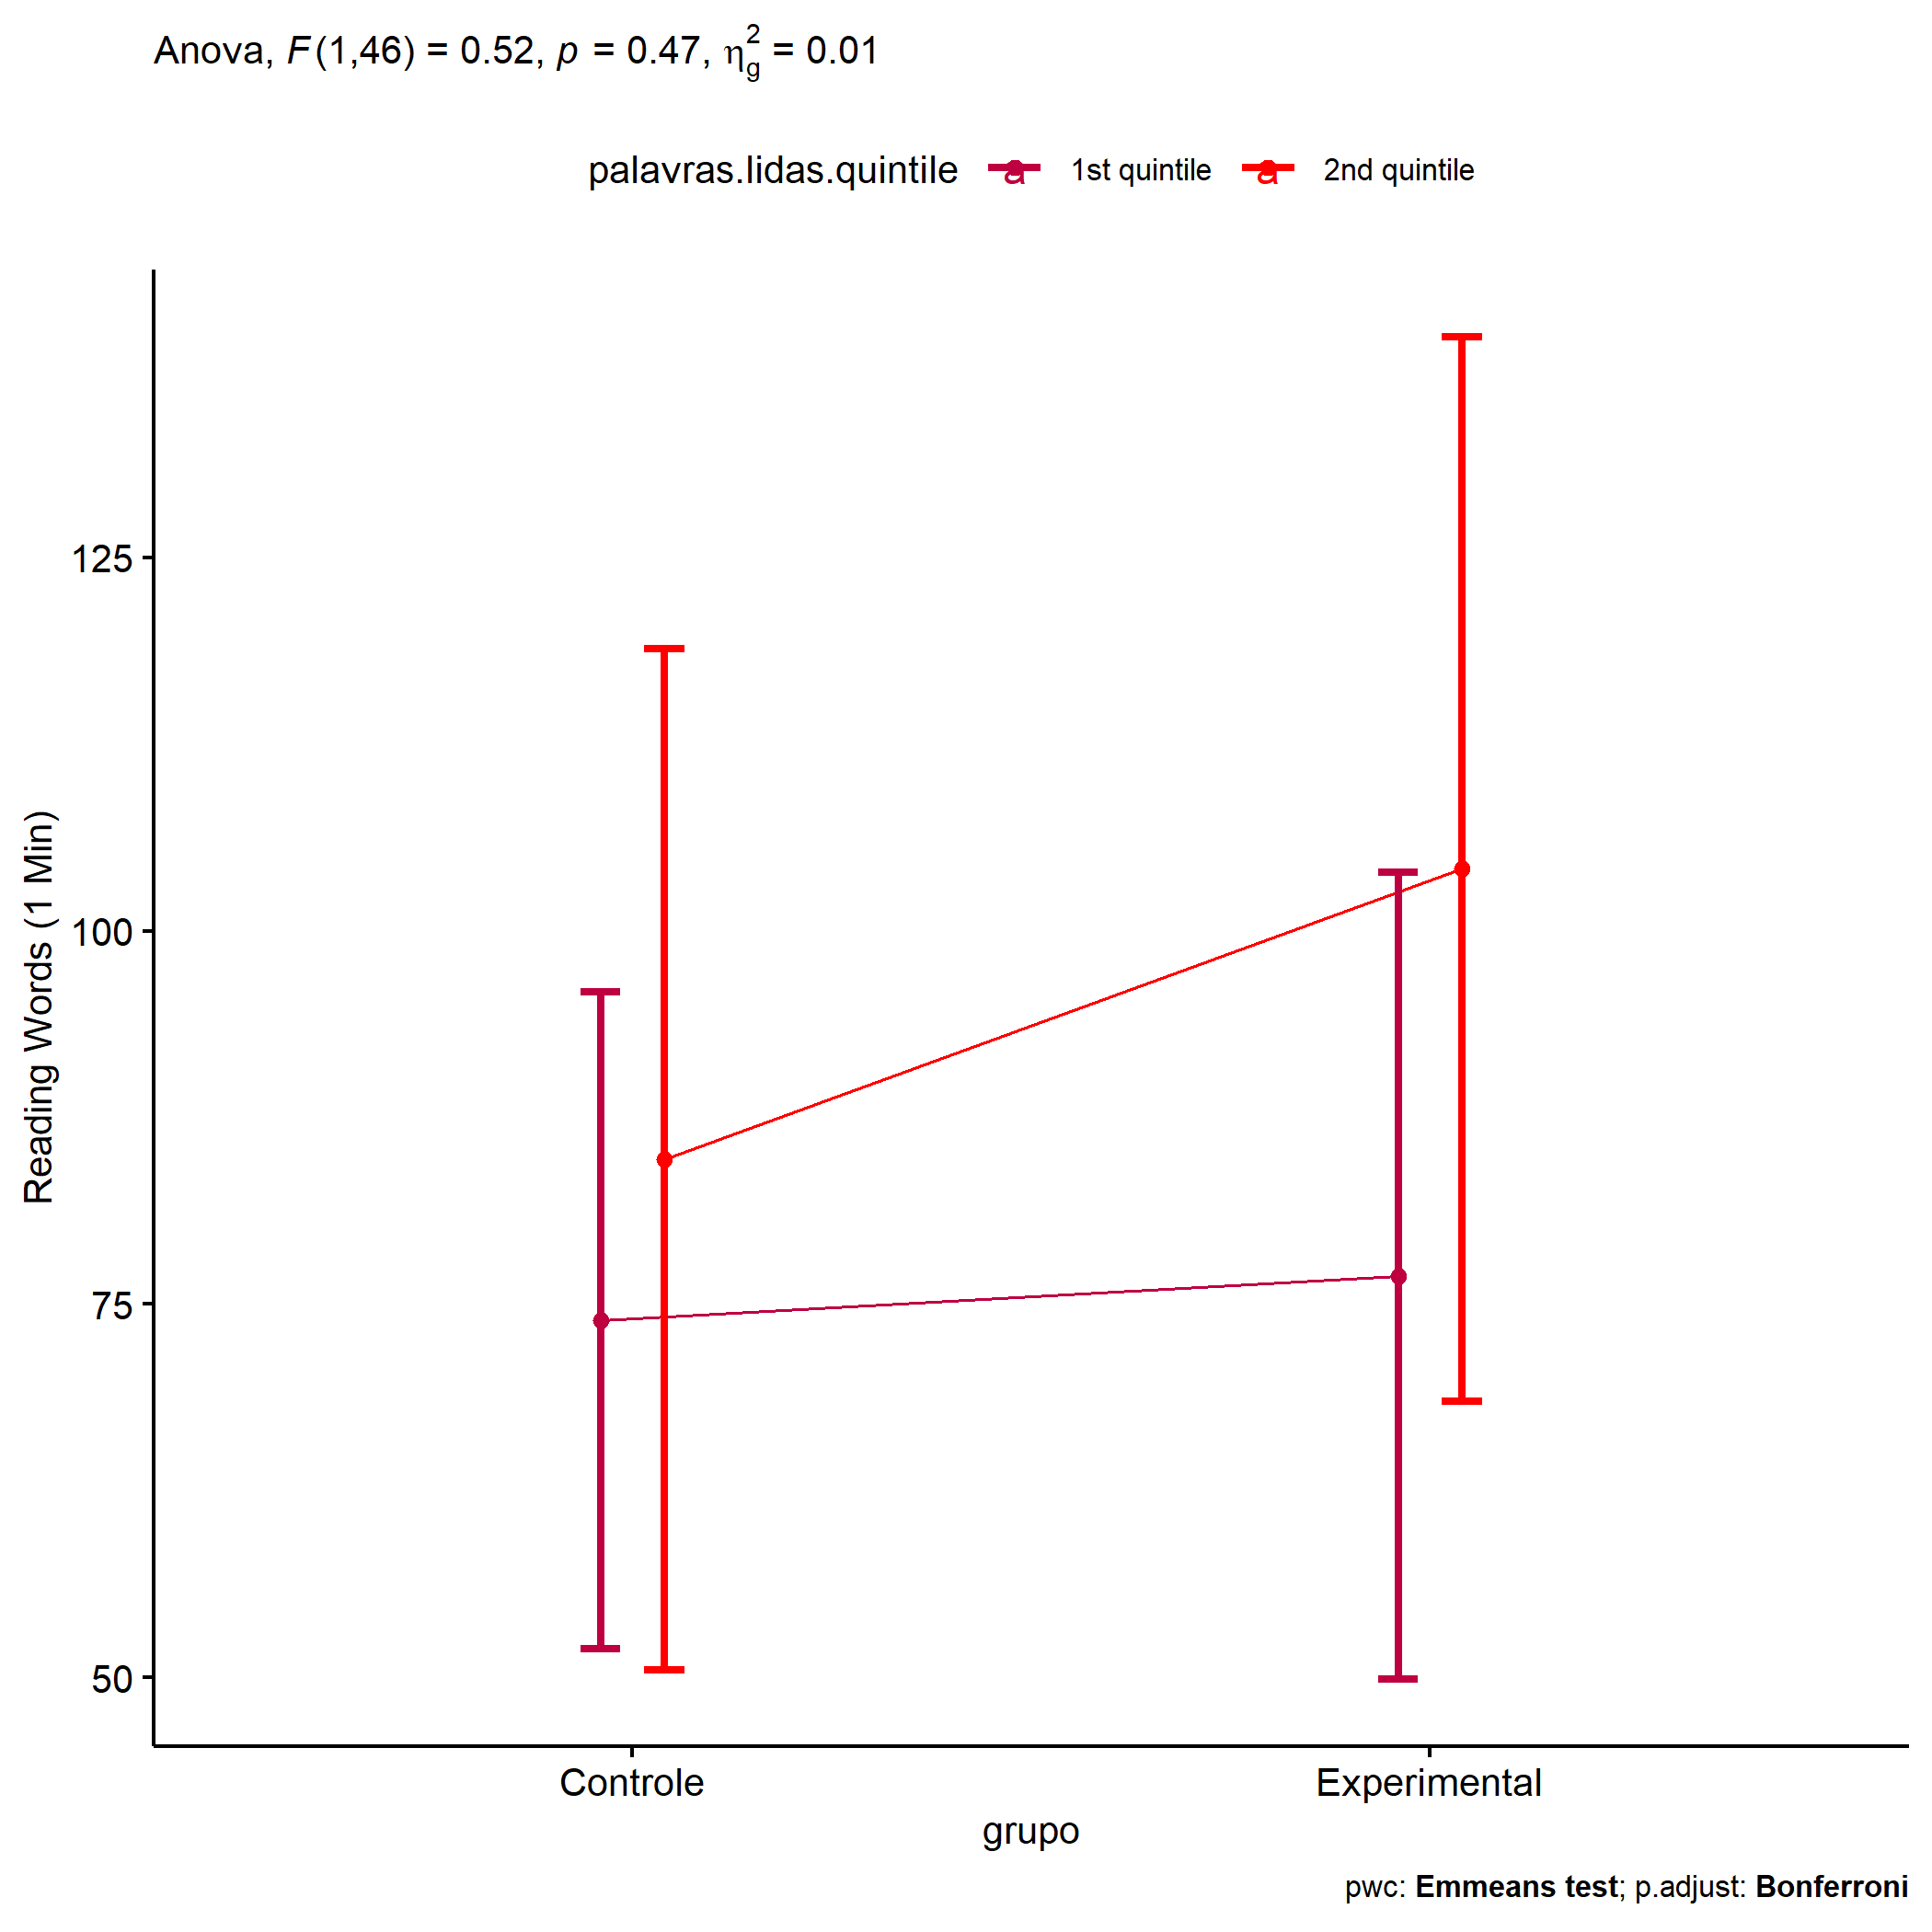 Anova, F(1,46) = 0.52, p = 0.47, η²g = 0.01
palavras.lidas.quintile a 1st quintile a 2nd quintile
125
100
75
50
Reading Words (1 Min)
Controle Experimental
grupo
pwc: Emmeans test; p.adjust: Bonferroni